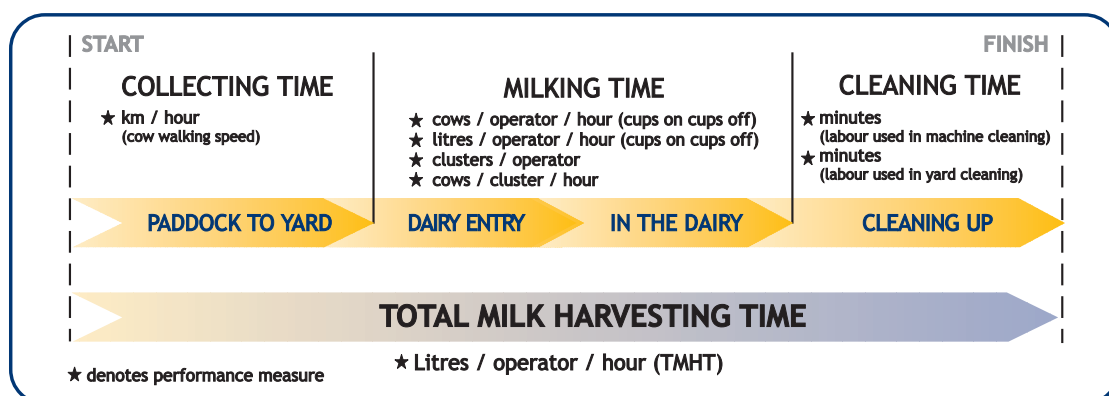 START
FINISH
COLLECTING TIME
★ km / hour
(cow walking speed)
MILKING TIME
★ cows / operator / hour (cups on cups off)
★ litres / operator / hour (cups on cups off)
★ clusters / operator
★ cows / cluster / hour
CLEANING TIME
★ minutes
(labour used in machine cleaning)
★ minutes
(labour used in yard cleaning)
PADDOCK TO YARD
DAIRY ENTRY
IN THE DAIRY
CLEANING UP
TOTAL MILK HARVESTING TIME
★ Litres / operator / hour (TMHT)
★ denotes performance measure